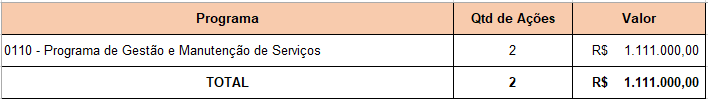 Programa Qtd de Ações Valor
0110 - Programa de Gestão e Manutenção de Serviços 2 R$ 1.111.000,00
TOTAL 2 R$ 1.111.000,00